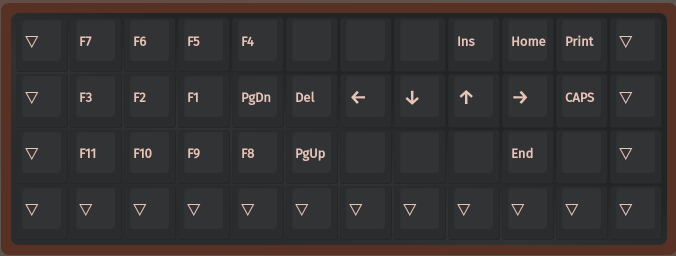 ▽ F7 F6 F5 F4 Ins Home Print ▽
▽ F3 F2 F1 PgDn Del ← ↓ ↑ → CAPS ▽
▽ F11 F10 F9 F8 PgUp End ▽
▽ ▽ ▽ ▽ ▽ ▽ ▽ ▽ ▽ ▽ ▽ ▽